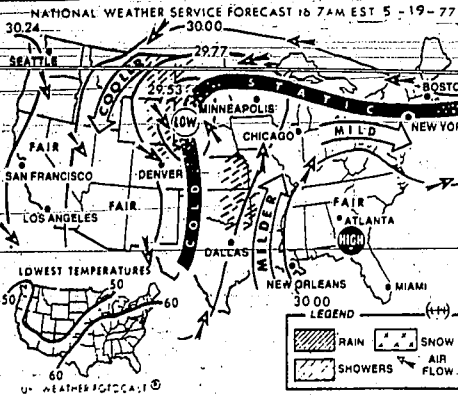 NATIONAL WEATHER SERVICE FORECAST to 7AM EST 5-19-77
30.24
30.00
29.77
SEATTLE
COOLER
29.53
STATIC
BOSTON
MINNEAPOLIS
LOW
NEW YORK
CHICAGO
MILD
FAIR
SAN FRANCISCO
DENVER
COLD
FAIR
LOS ANGELES
FAIR
ATLANTA
MILDER
HIGH
DALLAS
LOWEST TEMPERATURES
NEW ORLEANS
MIAMI
50
50
60
30.00
LEGEND
RAIN
SNOW
SHOWERS
AIR
FLOW
60
WEATHER FOTOCAST ®